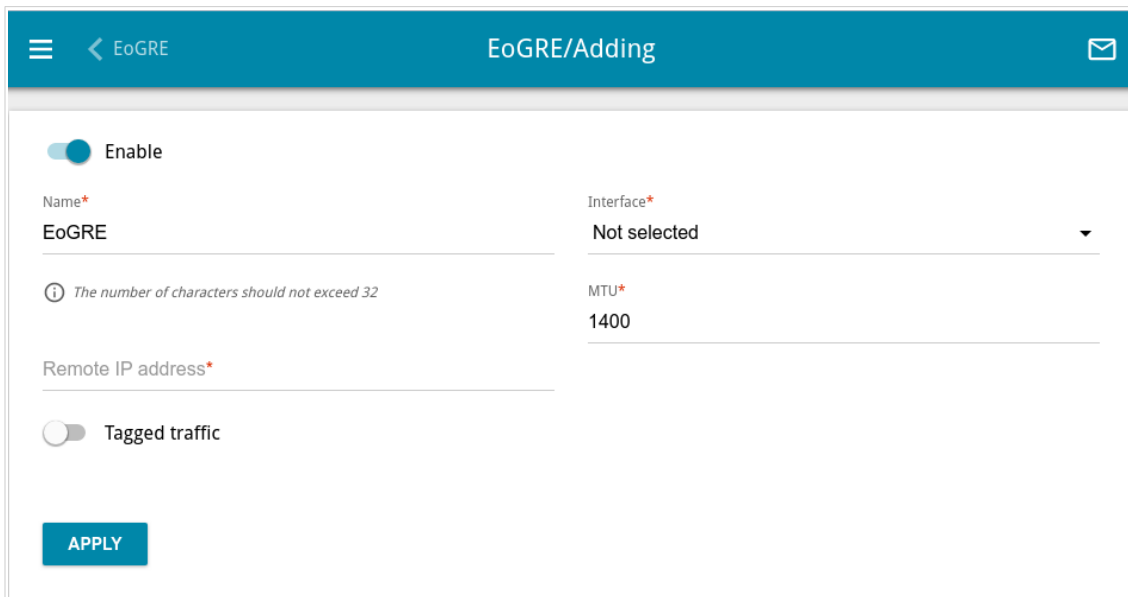 EoGRE
EoGRE/Adding
Enable
Name*
EoGRE
The number of characters should not exceed 32
Remote IP address*
Tagged traffic
Interface*
Not selected
MTU*
1400
APPLY